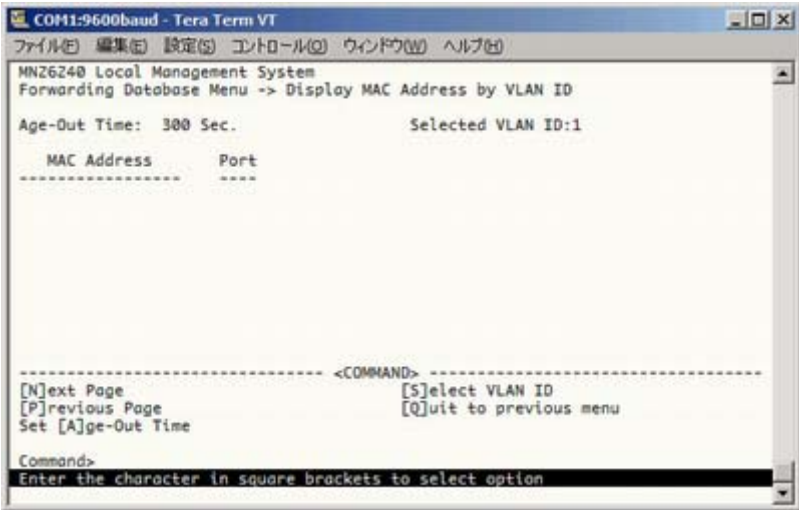 COM1:9600baud - Tera Term VT
ファイル(F) 編集(E) 設定(S) コントロール(O) ウィンドウ(W) ヘルプ(H)
MN26240 Local Management System
Forwarding Database Menu -> Display MAC Address by VLAN ID
Age-Out Time: 300 Sec. Selected VLAN ID:1
MAC Address Port
----------------- ----
-------------------------------- <COMMAND> -----------------------------------
[N]ext Page [S]elect VLAN ID
[P]revious Page [Q]uit to previous menu
Set [A]ge-Out Time
Command>
Enter the character in square brackets to select option